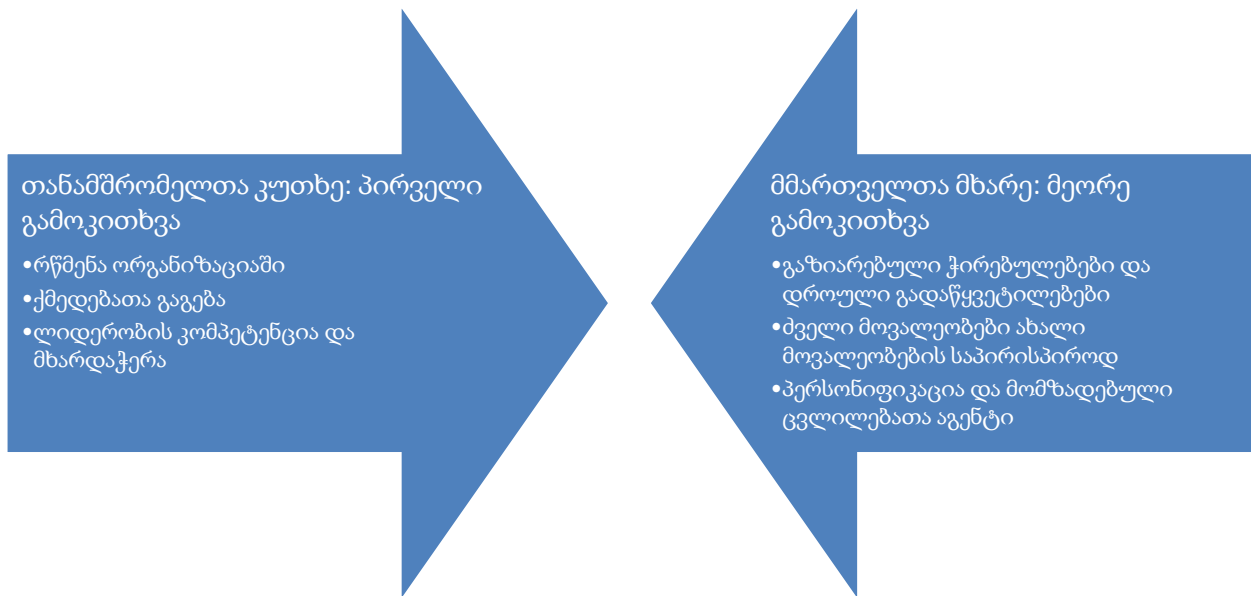 თანამშრომელთა კუთხე: პირველი
გამოკითხვა
•რწმენა ორგანიზაციაში
•ქმედებათა გაგება
•ლიდერობის კომპეტენცია და
მხარდაჭერა
მმართველთა მხარე: მეორე
გამოკითხვა
•გაზიარებული ჭირებულებები და
დროული გადაწყვეტილებები
•ძველი მოვალეობები ახალი
მოვალეობების საპირისპიროდ
•პერსონიფიკაცია და მომზადებული
ცვლილებათა აგენტი